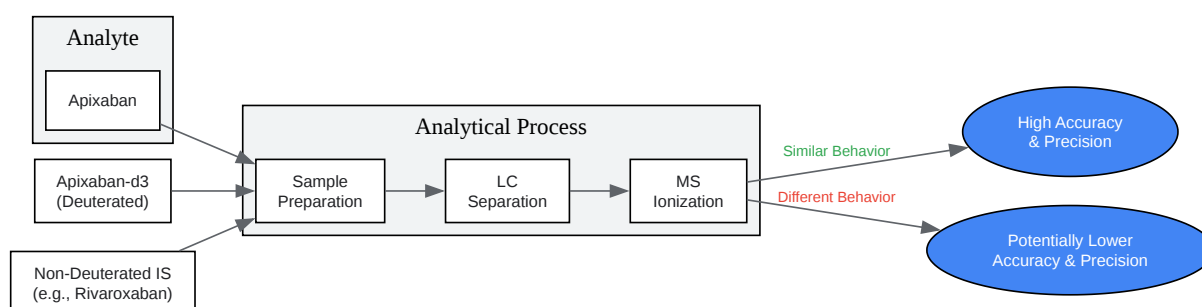 Analyte
Apixaban
Apixaban-d3
(Deuterated)
Non-Deuterated IS
(e.g., Rivaroxaban)
Analytical Process
Sample
Preparation
LC
Separation
MS
Ionization
Similar Behavior
Different Behavior
High Accuracy
& Precision
Potentially Lower
Accuracy & Precision